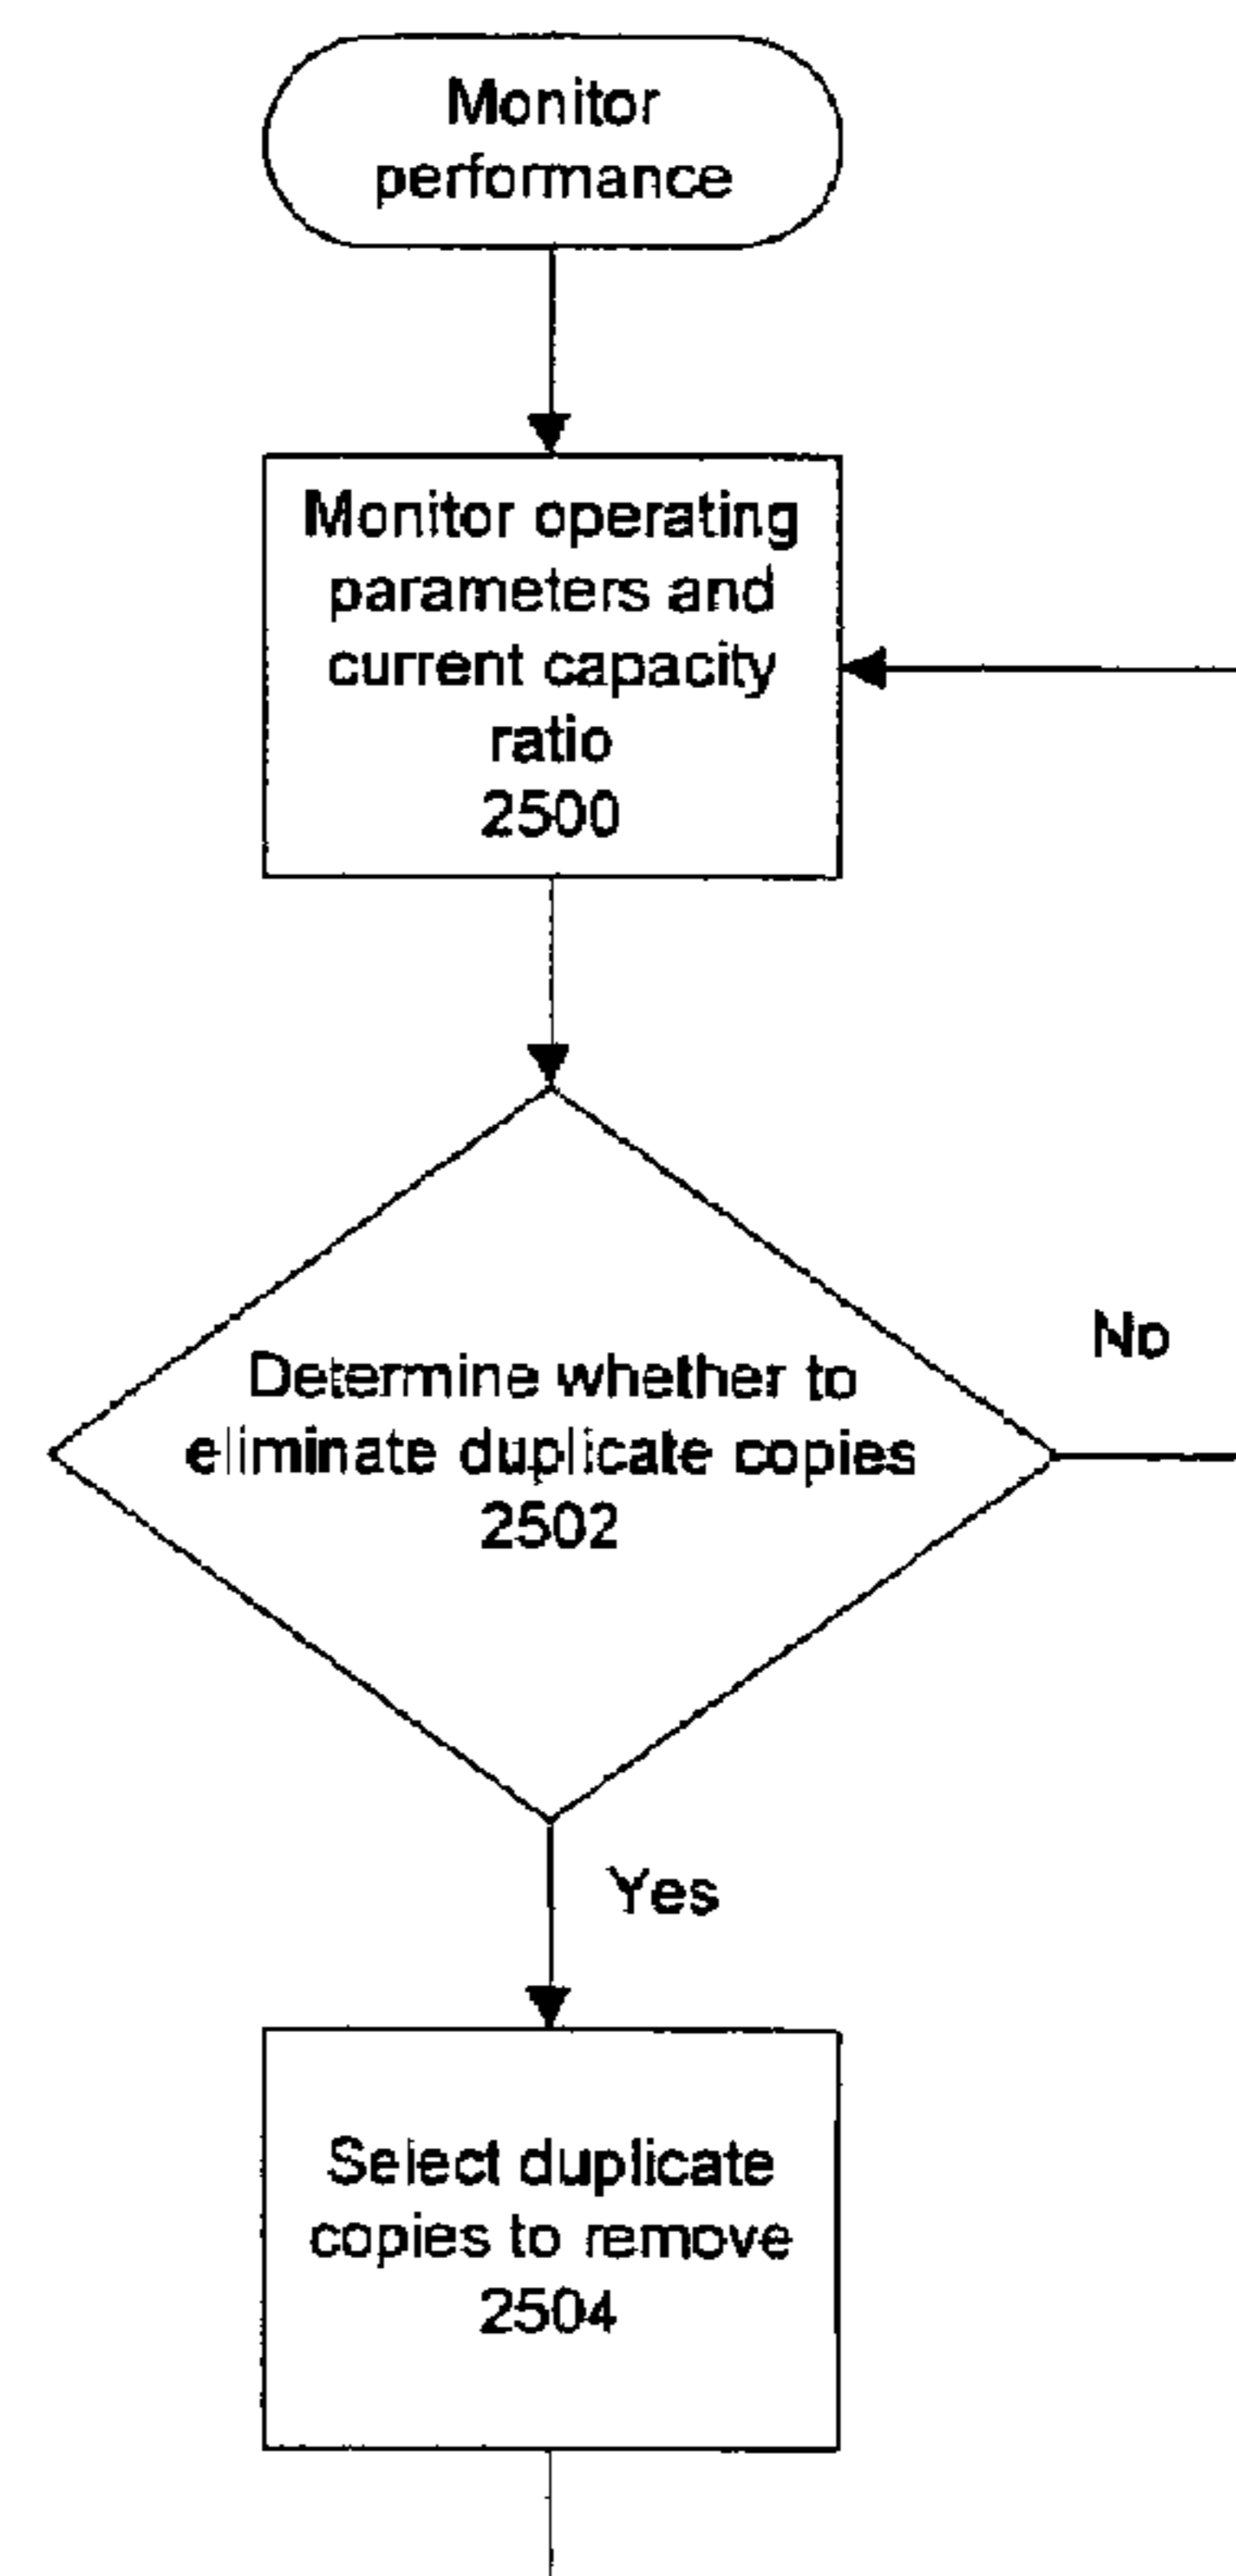 Monitor
performance
Monitor operating
parameters and
current capacity
ratio
2500
Determine whether to
eliminate duplicate copies
2502
No
Yes
Select duplicate
copies to remove
2504